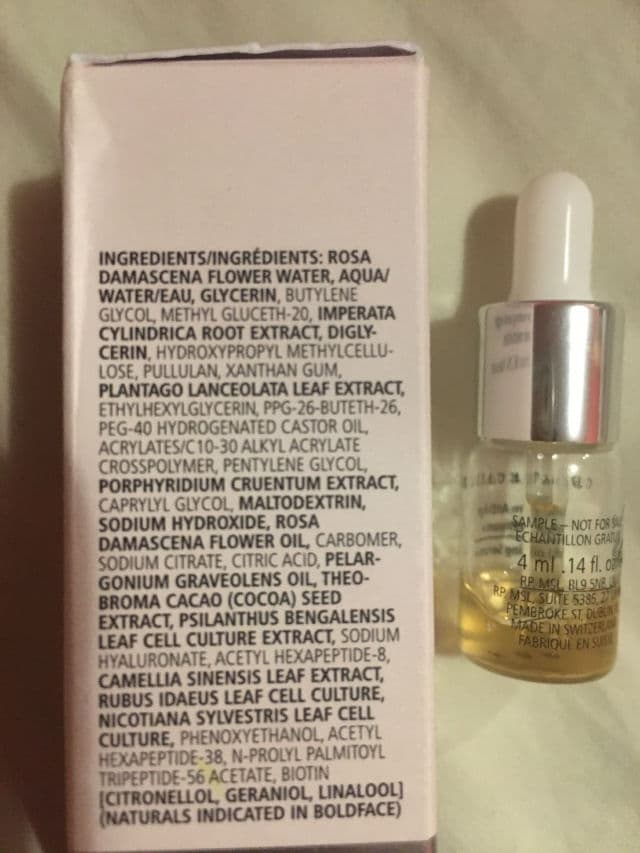 INGREDIENTS/INGRÉDIENTS: ROSA
DAMASCENA FLOWER WATER, AQUA/
WATER/EAU, GLYCERIN, BUTYLENE
GLYCOL, METHYL GLUCETH-20, IMPERATA
CYLINDRICA ROOT EXTRACT, DIGLY-
CERIN, HYDROXYPROPYL METHYLCELLU-
LOSE, PULLULAN, XANTHAN GUM,
PLANTAGO LANCEOLATA LEAF EXTRACT,
ETHYLHEXYLGLYCERIN, PPG-26-BUTETH-26,
PEG-40 HYDROGENATED CASTOR OIL,
ACRYLATES/C10-30 ALKYL ACRYLATE
CROSSPOLYMER, PENTYLENE GLYCOL,
PORPHYRIDIUM CRUENTUM EXTRACT,
CAPRYLYL GLYCOL, MALTODEXTRIN,
SODIUM HYDROXIDE, ROSA
DAMASCENA FLOWER OIL, CARBOMER,
SODIUM CITRATE, CITRIC ACID, PELAR-
GONIUM GRAVEOLENS OIL, THEO-
BROMA CACAO (COCOA) SEED
EXTRACT, PSILANTHUS BENGALENSIS
LEAF CELL CULTURE EXTRACT, SODIUM
HYALURONATE, ACETYL HEXAPEPTIDE-8,
CAMELLIA SINENSIS LEAF EXTRACT,
RUBUS IDAEUS LEAF CELL CULTURE,
NICOTIANA SYLVESTRIS LEAF CELL
CULTURE, PHENOXYETHANOL, ACETYL
HEXAPEPTIDE-38, N-PROLYL PALMITOYL
TRIPEPTIDE-56 ACETATE, BIOTIN
[CITRONELLOL, GERANIOL, LINALOOL]
(NATURALS INDICATED IN BOLDFACE)
SAMPLE – NOT FOR SALE
ÉCHANTILLON GRATUIT
4 ml .14 fl. oz
RP. MSL, BL9 5NR,
RP. MSL, SUITE 5386, 27
PEMBROKE ST, DUBLIN
MADE IN SWITZERLAND
FABRIQUÉ EN SUISSE